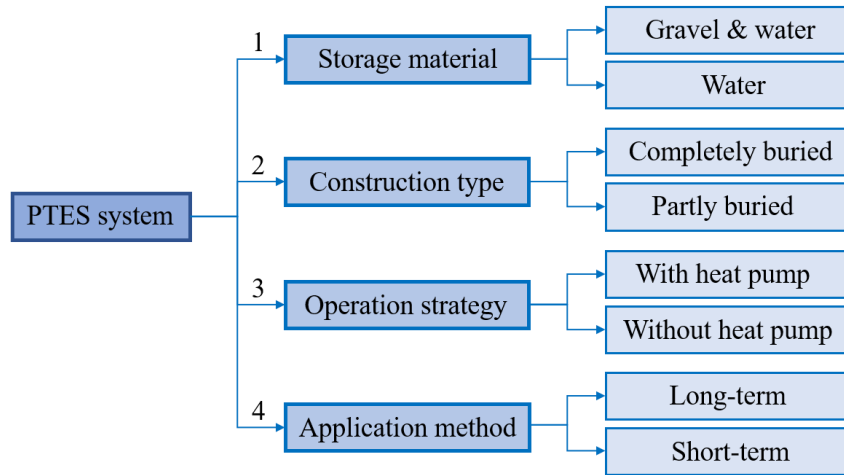 PTES system
1
Storage material
Gravel & water
Water
2
Construction type
Completely buried
Partly buried
3
Operation strategy
With heat pump
Without heat pump
4
Application method
Long-term
Short-term